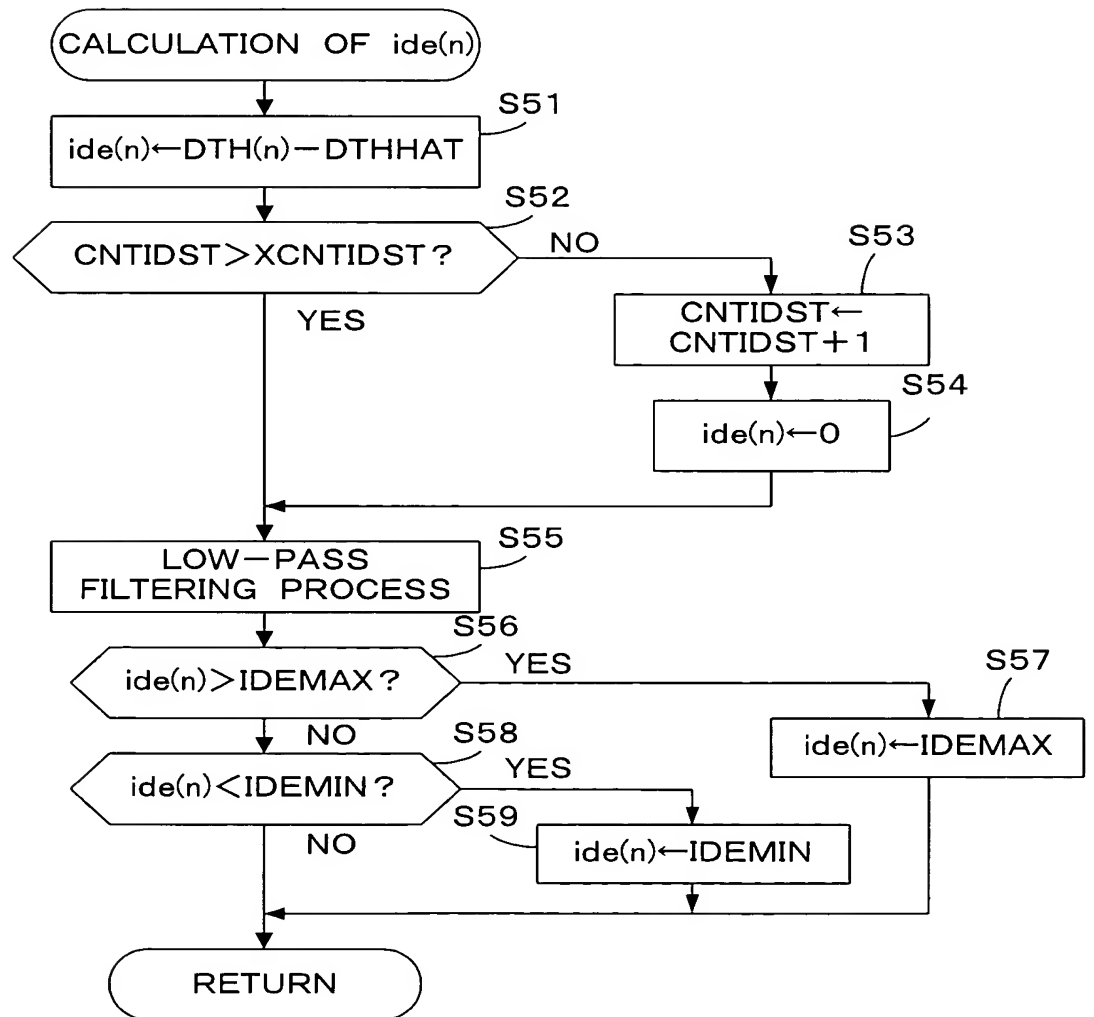 CALCULATION OF ide(n)
S51
ide(n)←DTH(n)−DTHHAT
S52
CNTIDST>XCNTIDST?
NO
S53
YES
CNTIDST←
CNTIDST+1
S54
ide(n)←0
S55
LOW−PASS
FILTERING PROCESS
S56
ide(n)>IDEMAX?
YES
S57
NO
ide(n)←IDEMAX
S58
ide(n)<IDEMIN?
YES
S59
NO
ide(n)←IDEMIN
RETURN